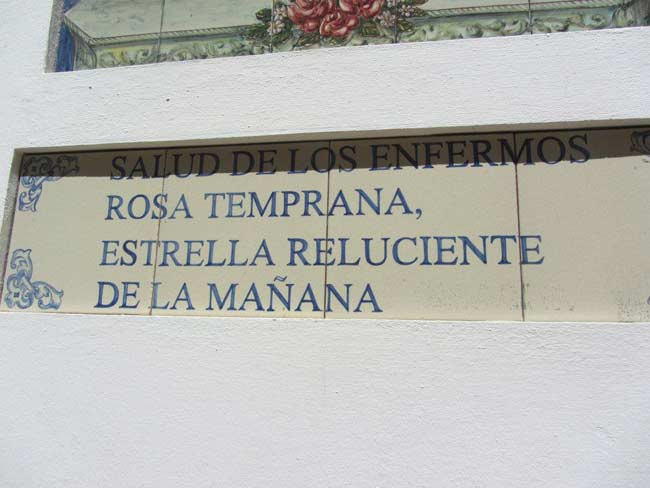 SALUD DE LOS ENFERMOS
ROSA TEMPRANA,
ESTRELLA RELUCIENTE
DE LA MAÑANA